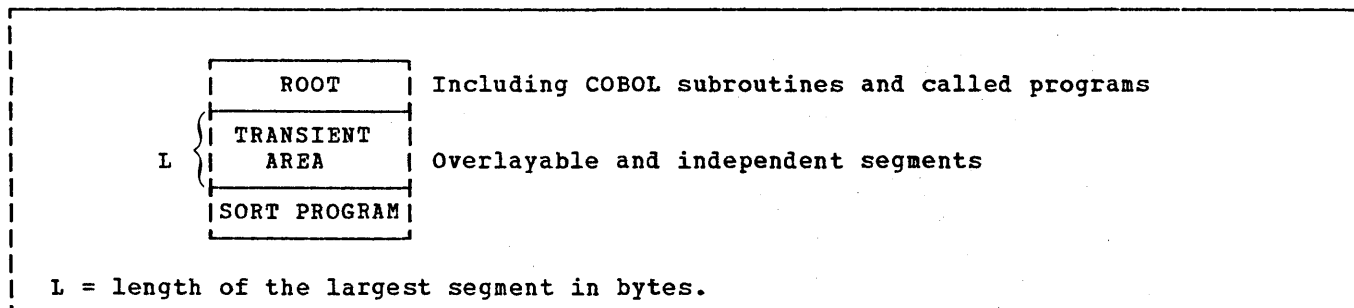 ROOT Including COBOL subroutines and called programs
TRANSIENT
L AREA Overlayable and independent segments
SORT PROGRAM
L = length of the largest segment in bytes.